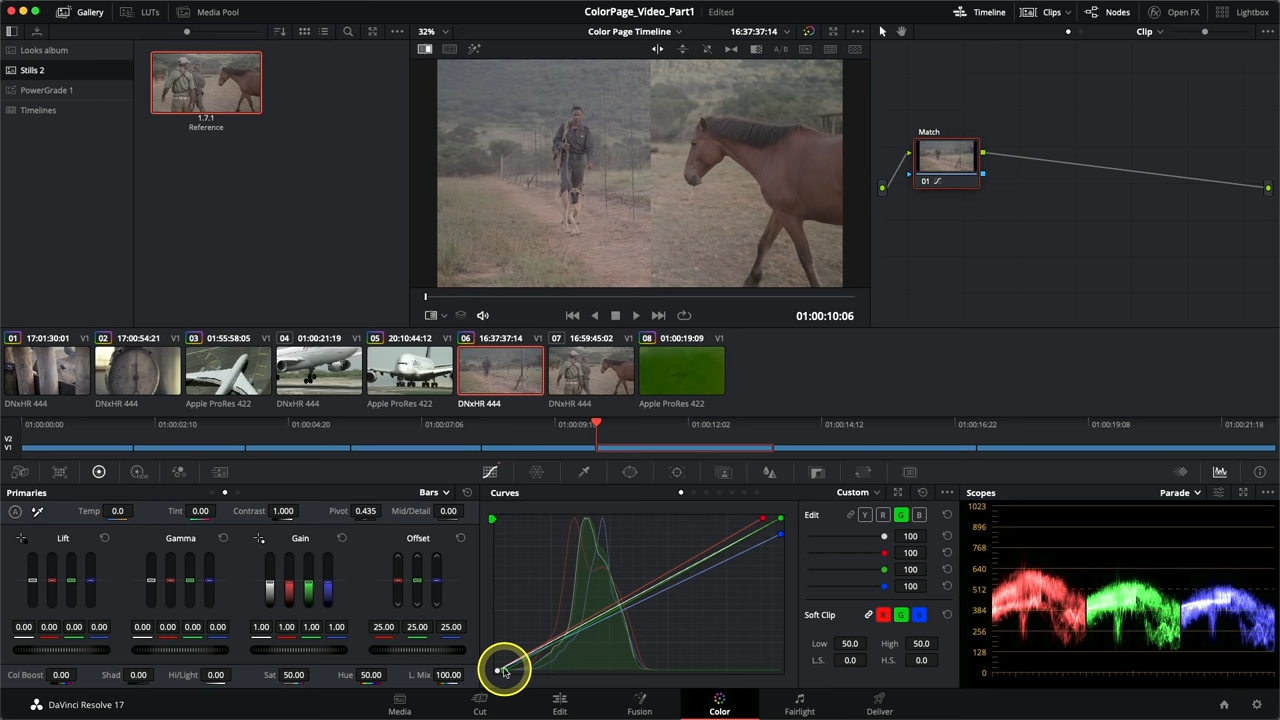 Gallery LUTs Media Pool ColorPage_Video_Part1 Edited Timeline Clips Nodes Open FX Lightbox
32% Color Page Timeline 16:37:37:14 Clip
Looks album
Stills 2
PowerGrade 1
Timelines
1.7.1
Reference
A/B
Match
01
01:00:10:06
01 17:01:30:01 V1 02 17:00:54:21 V1 03 01:55:58:05 V1 04 01:00:21:19 V1 05 20:10:44:12 V1 06 16:37:37:14 V1 07 16:59:45:02 V1 08 01:00:19:09 V1
DNxHR 444 DNxHR 444 Apple ProRes 422 DNxHR 444 Apple ProRes 422 DNxHR 444 DNxHR 444 Apple ProRes 422
01:00:00:00 01:00:02:10 01:00:04:20 01:00:07:06 01:00:09:1 01:00:12:02 01:00:14:12 01:00:16:22 01:00:19:08 01:00:21:18
V2
V1
Primaries Bars Curves Custom Scopes Parade
A Temp 0.0 Tint 0.00 Contrast 1.000 Pivot 0.435 Mid/Detail 0.00
Lift Gamma Gain Offset
0.00 0.00 0.00 0.00 0.00 0.00 0.00 0.00 1.00 1.00 1.00 1.00 25.00 25.00 25.00
Col Boost 0.00 Shad 0.00 Hi/Light 0.00 Sat 50.00 Hue 50.00 L. Mix 100.00
Edit Y R G B
100
100
100
100
Soft Clip R G B
Low 50.0 High 50.0
L.S. 0.0 H.S. 0.0
1023
896
768
640
512
384
256
128
0
DaVinci Resolve 17 Media Cut Edit Fusion Color Fairlight Deliver